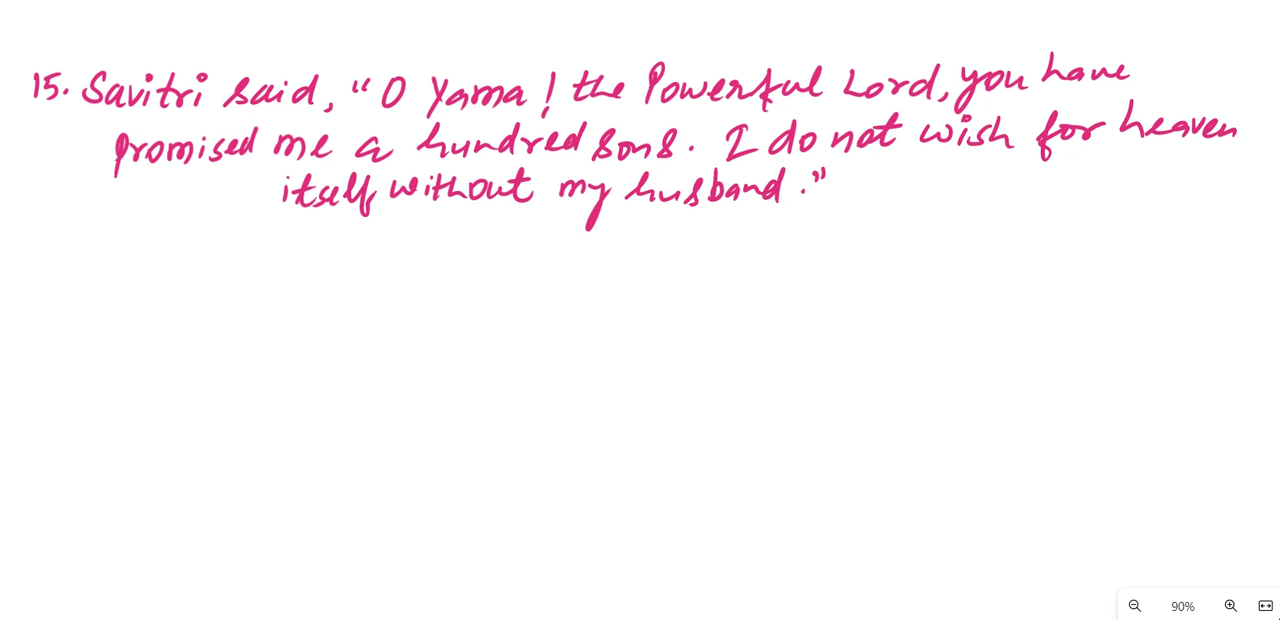 15. Savitri said, "O Yama! the Powerful Lord, you have
promised me a hundred sons. I do not wish for heaven
itself without my husband."
90%